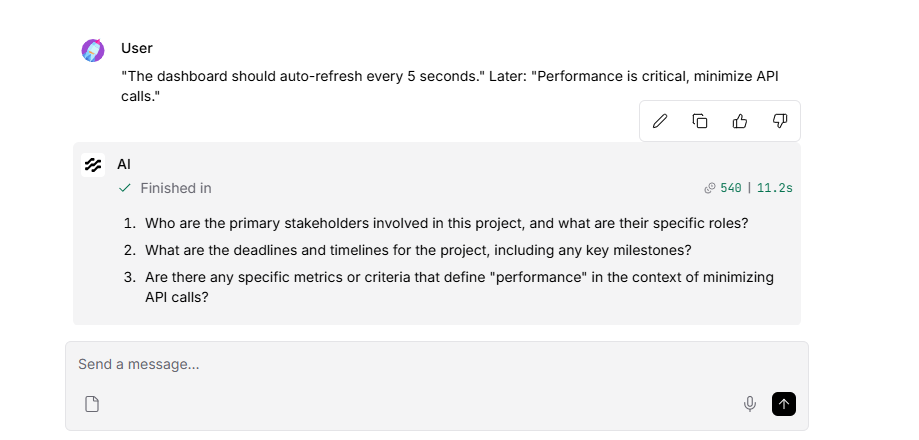 User
"The dashboard should auto-refresh every 5 seconds." Later: "Performance is critical, minimize API
calls."
AI
Finished in
540 | 11.2s
1. Who are the primary stakeholders involved in this project, and what are their specific roles?
2. What are the deadlines and timelines for the project, including any key milestones?
3. Are there any specific metrics or criteria that define "performance" in the context of minimizing
API calls?
Send a message...